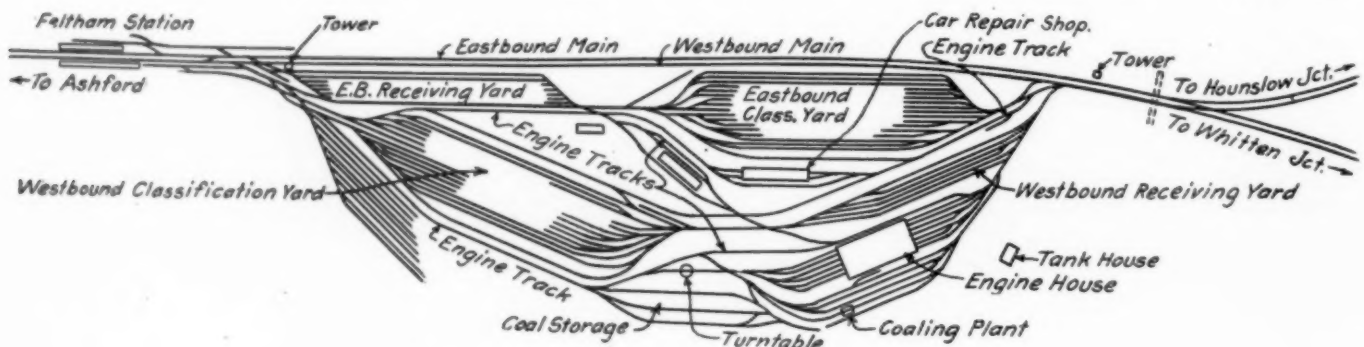 Feltham Station
Tower
Eastbound Main
Westbound Main
Car Repair Shop.
Engine Track
Tower
To Ashford
E.B. Receiving Yard
Eastbound
Class. Yard
To Hounslow Jct.
To Whitten Jct.
Engine Tracks
Westbound Classification Yard
Westbound Receiving Yard
Engine Track
Tank House
Engine House
Coal Storage
Turntable
Coaling Plant